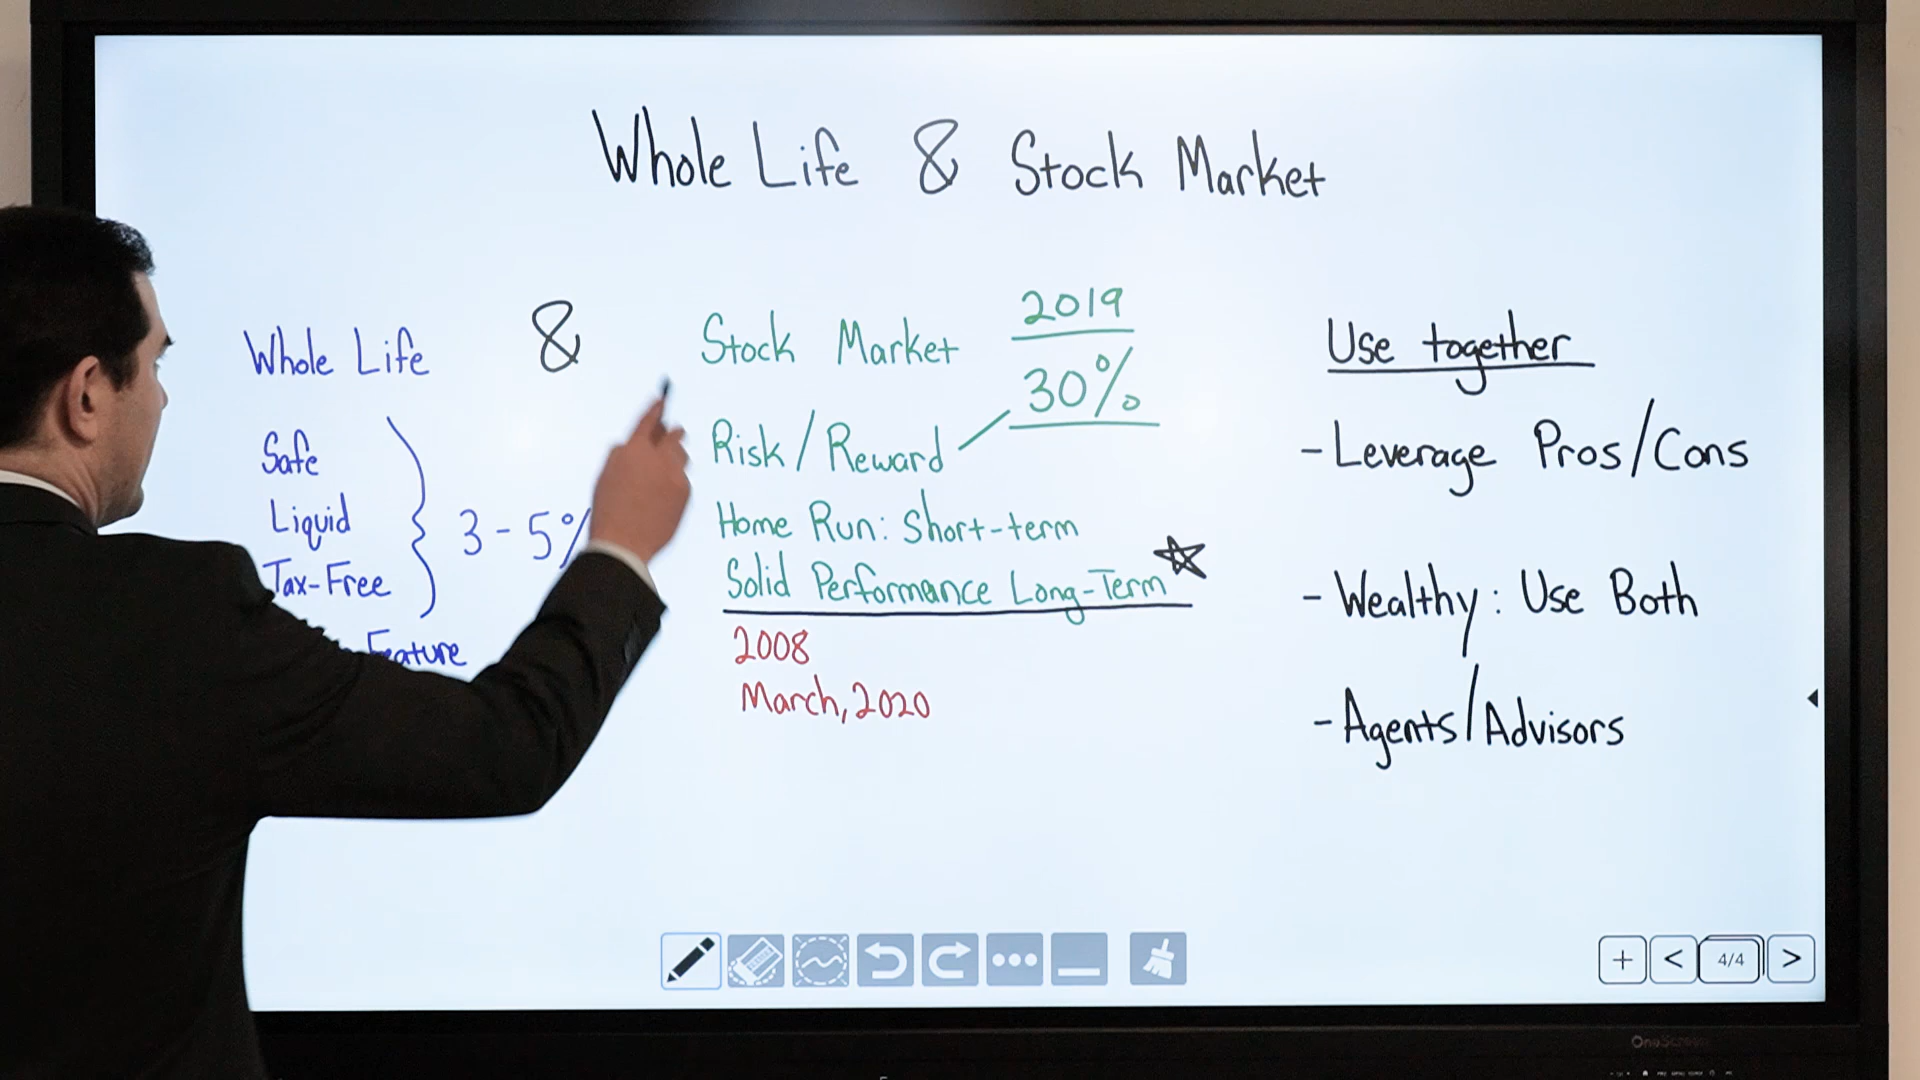 Whole Life & Stock Market
Whole Life &
Safe
Liquid
Tax-Free
3-5%
Feature
Stock Market
2019
30%
Risk/Reward
Home Run: Short-term
Solid Performance Long-Term
2008
March, 2020
Use together
- Leverage Pros/Cons
- Wealthy: Use Both
- Agents/Advisors
+ < 4/4 >
OneScreen